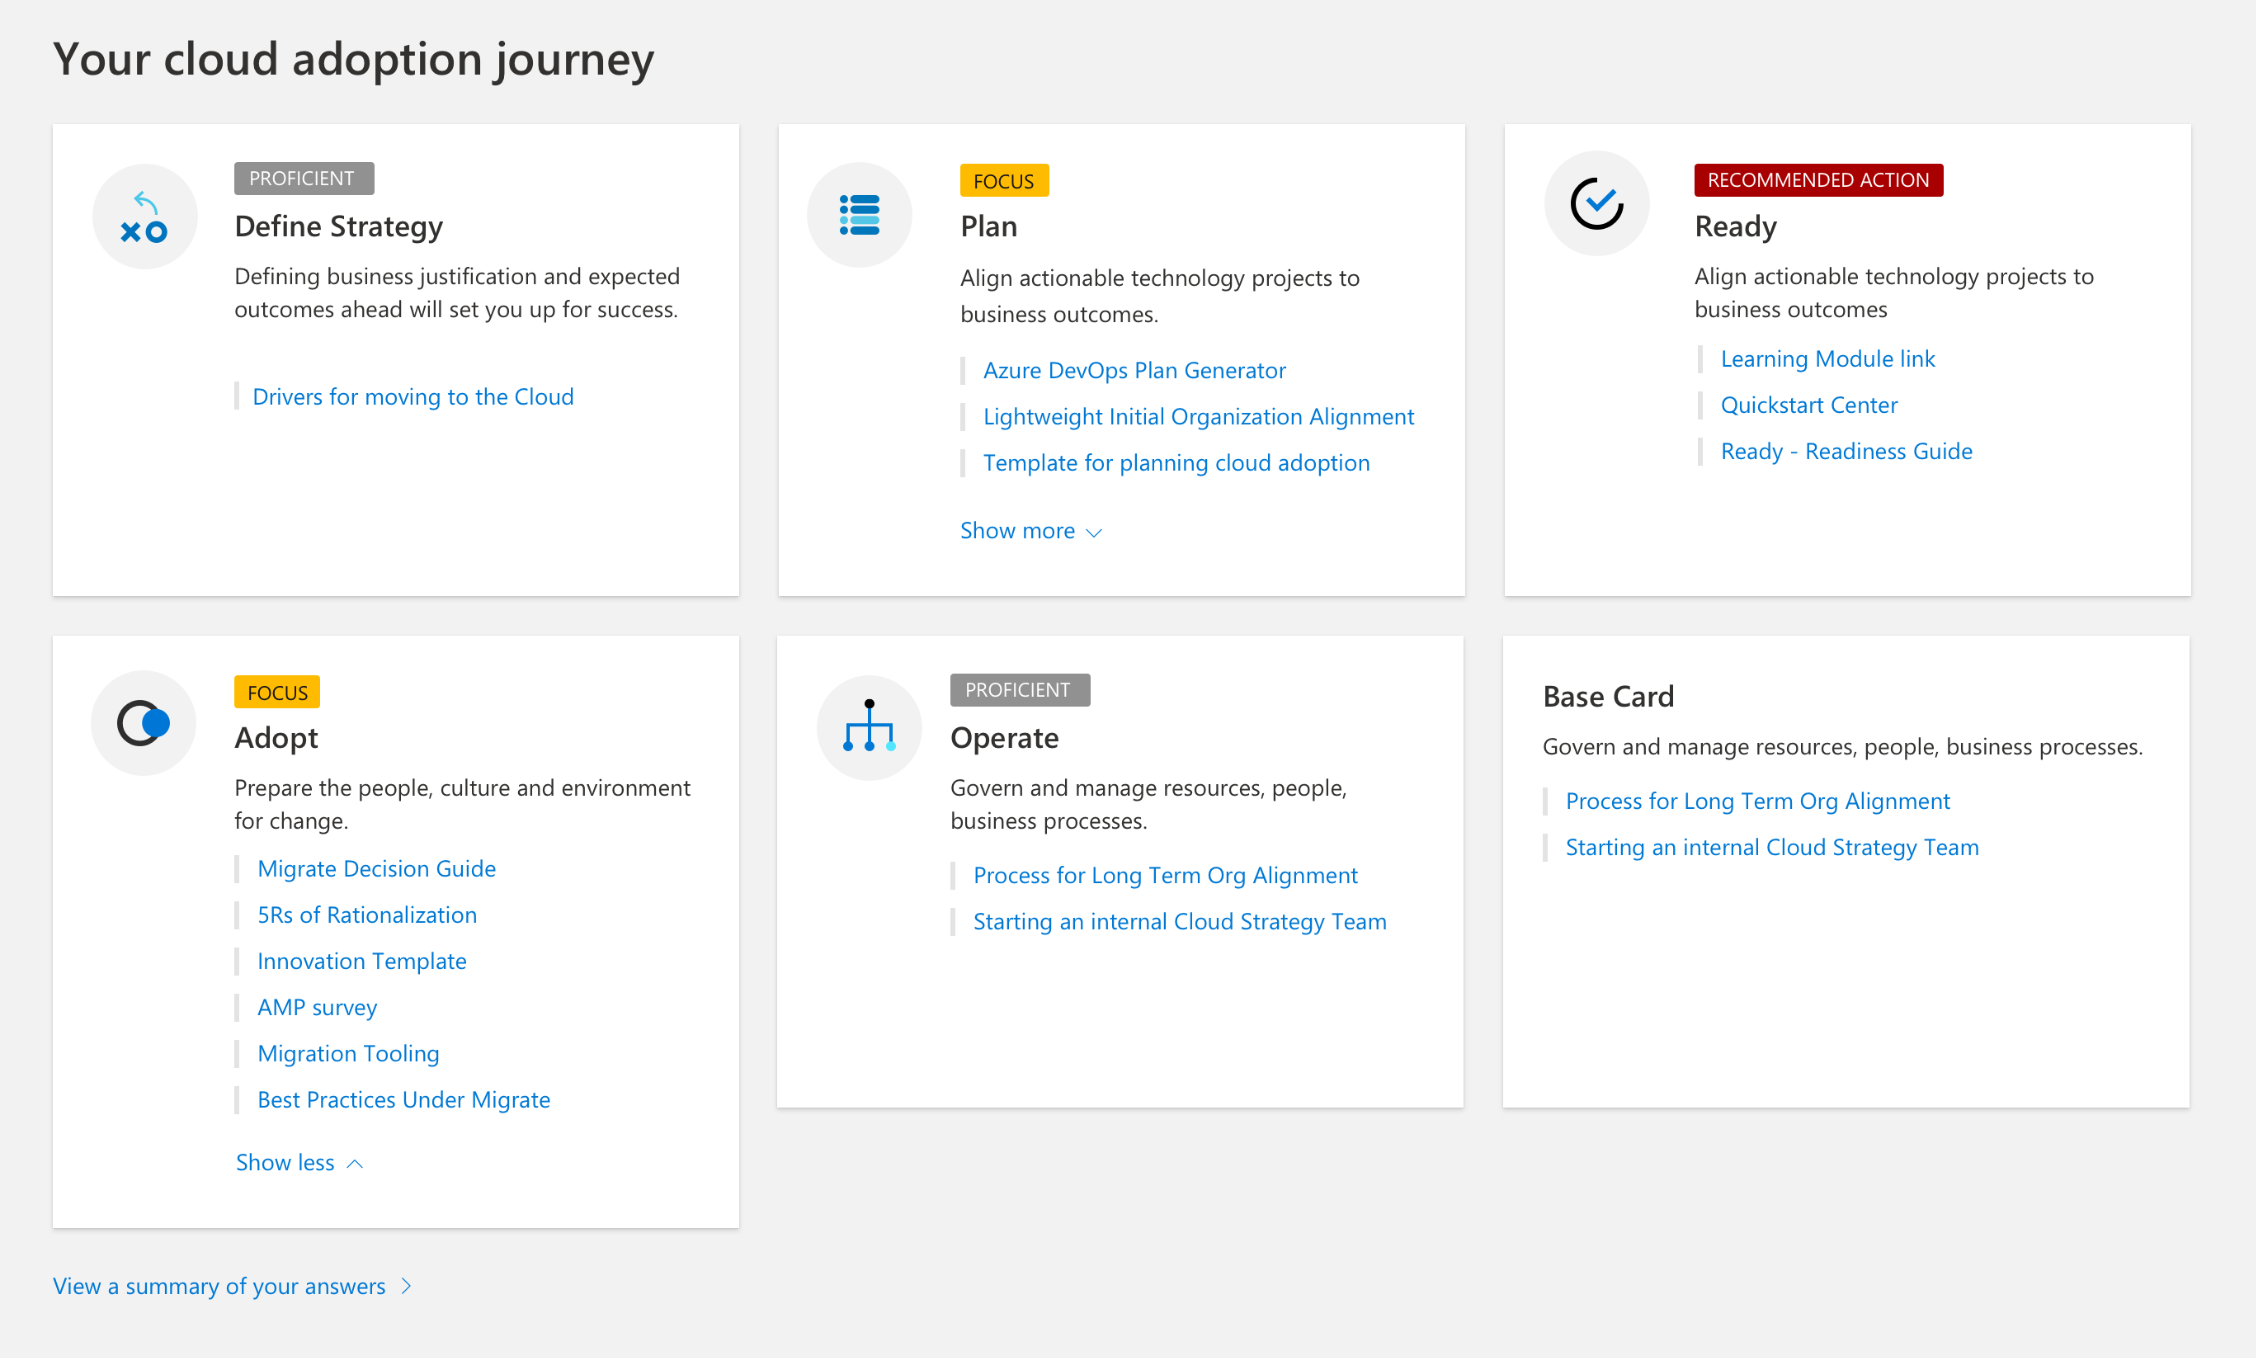 Your cloud adoption journey
PROFICIENT
Define Strategy
Defining business justification and expected
outcomes ahead will set you up for success.
Drivers for moving to the Cloud
FOCUS
Plan
Align actionable technology projects to
business outcomes.
Azure DevOps Plan Generator
Lightweight Initial Organization Alignment
Template for planning cloud adoption
Show more
RECOMMENDED ACTION
Ready
Align actionable technology projects to
business outcomes
Learning Module link
Quickstart Center
Ready - Readiness Guide
FOCUS
Adopt
Prepare the people, culture and environment
for change.
Migrate Decision Guide
5Rs of Rationalization
Innovation Template
AMP survey
Migration Tooling
Best Practices Under Migrate
Show less
PROFICIENT
Operate
Govern and manage resources, people,
business processes.
Process for Long Term Org Alignment
Starting an internal Cloud Strategy Team
Base Card
Govern and manage resources, people, business processes.
Process for Long Term Org Alignment
Starting an internal Cloud Strategy Team
View a summary of your answers